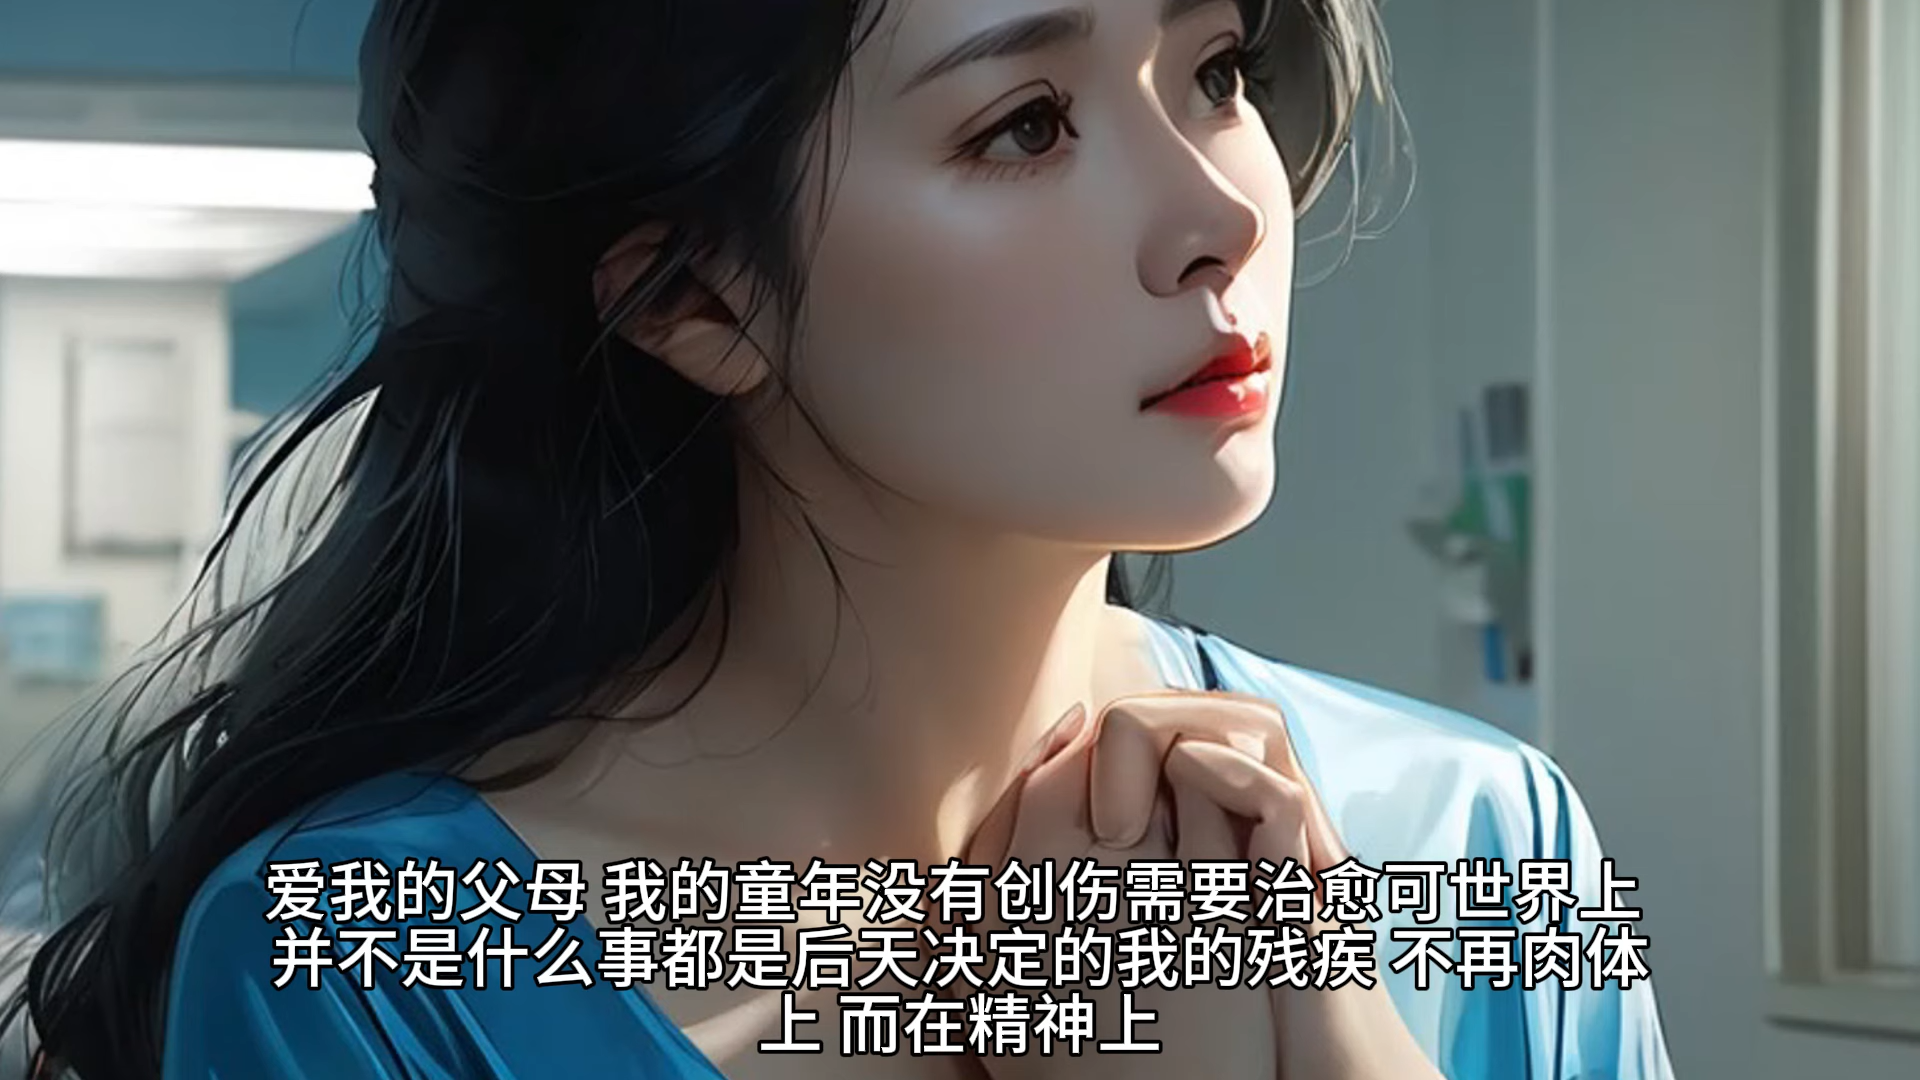 爱我的父母 我的童年没有创伤需要治愈可世界上
并不是什么事都是后天决定的我的残疾 不再肉体
上 而在精神上